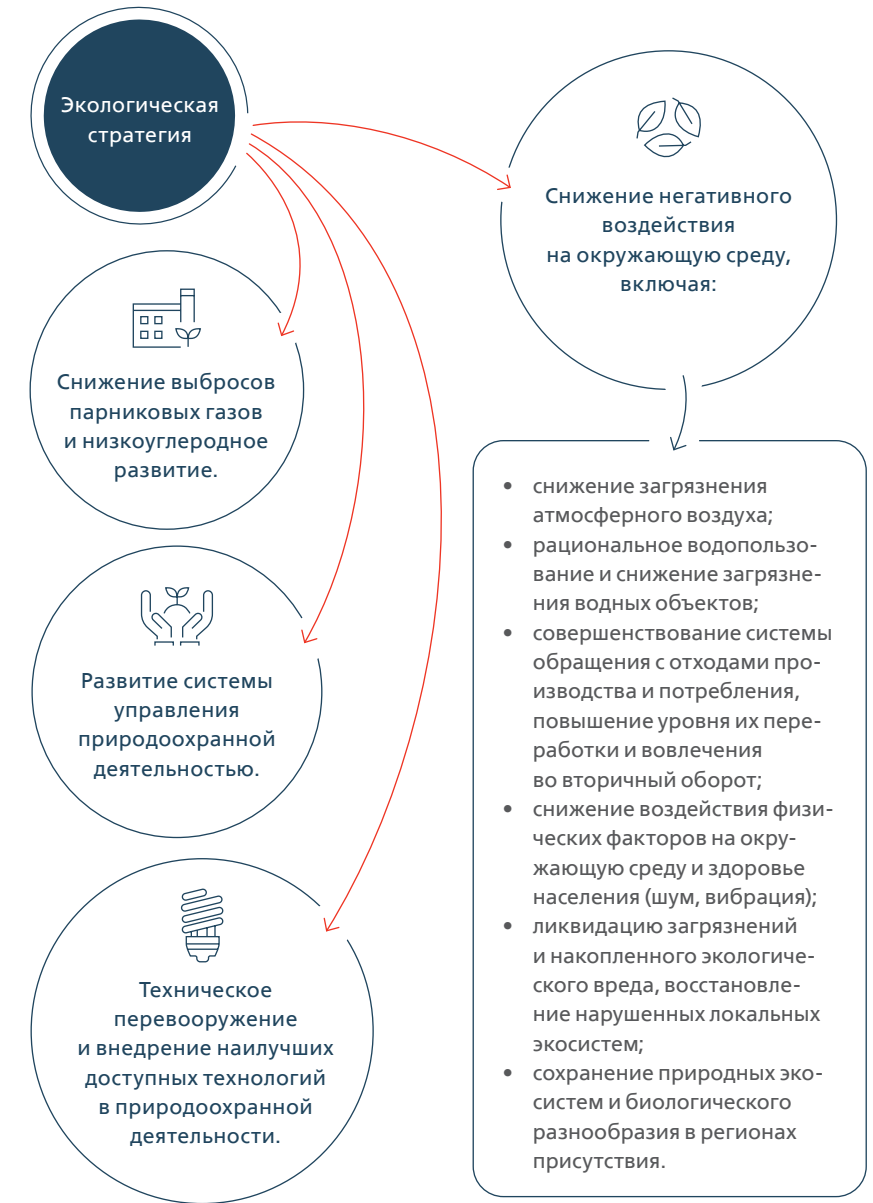 Экологическая
стратегия
Снижение негативного
воздействия
на окружающую среду,
включая:
Снижение выбросов
парниковых газов
и низкоуглеродное
развитие.
Развитие системы
управления
природоохранной
деятельностью.
Техническое
перевооружение
и внедрение наилучших
доступных технологий
в природоохранной
деятельности.
• снижение загрязнения
атмосферного воздуха;
• рациональное водопользо-
вание и снижение загрязне-
ния водных объектов;
• совершенствование системы
обращения с отходами про-
изводства и потребления,
повышение уровня их пере-
работки и вовлечения
во вторичный оборот;
• снижение воздействия физи-
ческих факторов на окру-
жающую среду и здоровье
населения (шум, вибрация);
• ликвидацию загрязнений
и накопленного экологиче-
ского вреда, восстановле-
ние нарушенных локальных
экосистем;
• сохранение природных эко-
систем и биологического
разнообразия в регионах
присутствия.